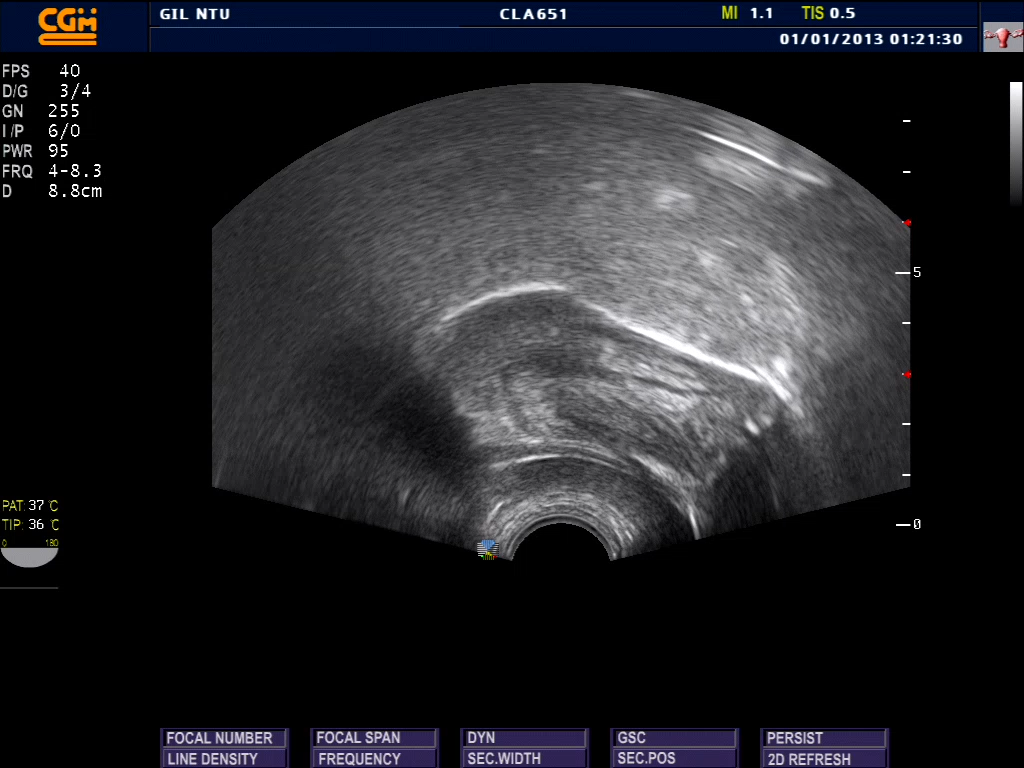 CGM
GIL NTU
CLA651
MI 1.1 TIS 0.5
01/01/2013 01:21:30
FPS 40
D/G 3/4
GN 255
I/P 6/0
PWR 95
FRQ 4-8.3
D 8.8cm
5
PAT: 37 °C
TIP: 36 °C
0 180
0
FOCAL NUMBER FOCAL SPAN DYN GSC PERSIST
LINE DENSITY FREQUENCY SEC.WIDTH SEC.POS 2D REFRESH